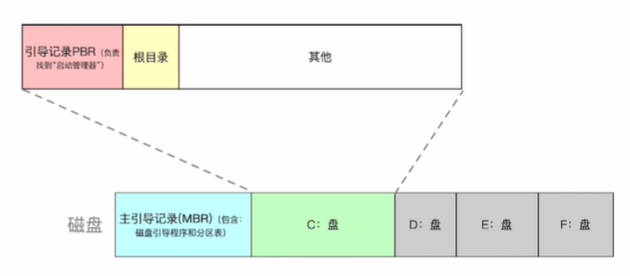 引导记录PBR (负责
找到“启动管理器”)
根目录
其他
磁盘
主引导记录(MBR) (包含:
磁盘引导程序和分区表)
C: 盘
D: 盘
E: 盘
F: 盘